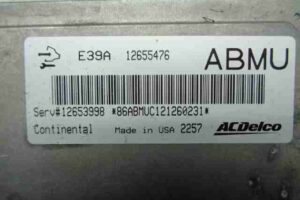 E39A 12655476 ABMU
Serv#12653998 *86ABMUC121260231*
Continental Made in USA 2257 ACDelco